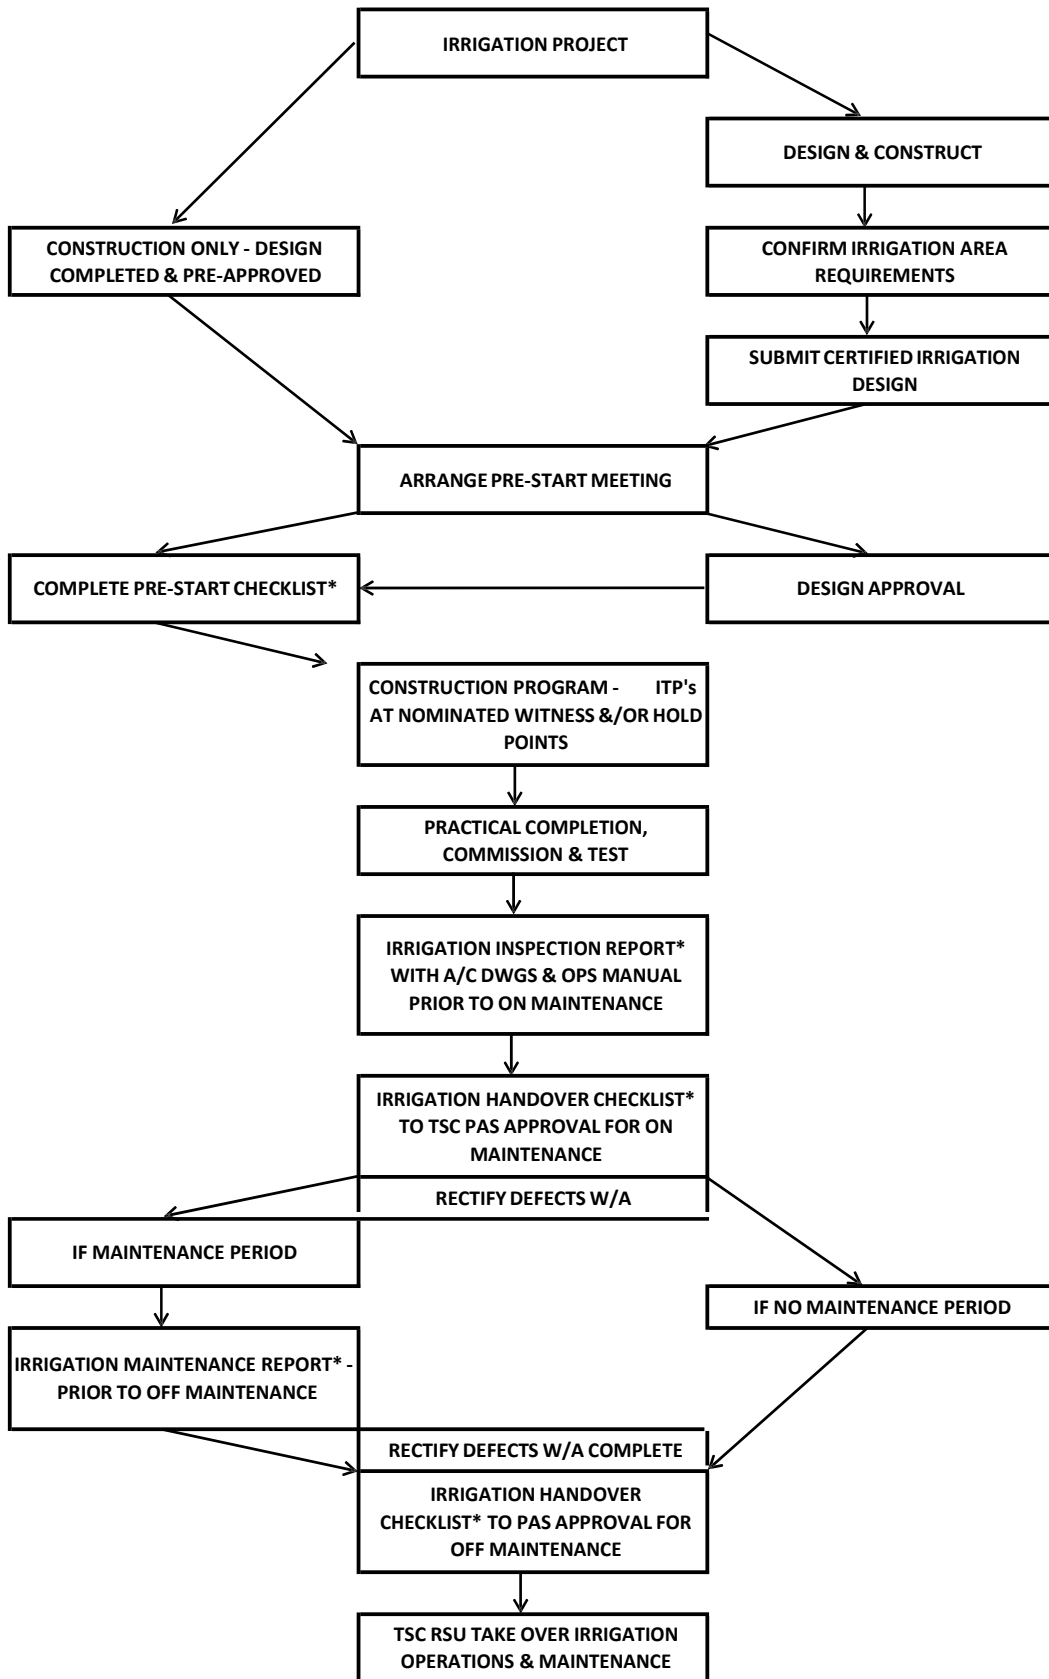 IRRIGATION PROJECT
DESIGN & CONSTRUCT
CONSTRUCTION ONLY - DESIGN
COMPLETED & PRE-APPROVED
CONFIRM IRRIGATION AREA
REQUIREMENTS
SUBMIT CERTIFIED IRRIGATION
DESIGN
ARRANGE PRE-START MEETING
COMPLETE PRE-START CHECKLIST*
DESIGN APPROVAL
CONSTRUCTION PROGRAM - ITP's
AT NOMINATED WITNESS &/OR HOLD
POINTS
PRACTICAL COMPLETION,
COMMISSION & TEST
IRRIGATION INSPECTION REPORT*
WITH A/C DWGS & OPS MANUAL
PRIOR TO ON MAINTENANCE
IRRIGATION HANDOVER CHECKLIST*
TO TSC PAS APPROVAL FOR ON
MAINTENANCE
RECTIFY DEFECTS W/A
IF MAINTENANCE PERIOD
IF NO MAINTENANCE PERIOD
IRRIGATION MAINTENANCE REPORT* -
PRIOR TO OFF MAINTENANCE
RECTIFY DEFECTS W/A COMPLETE
IRRIGATION HANDOVER
CHECKLIST* TO PAS APPROVAL FOR
OFF MAINTENANCE
TSC RSU TAKE OVER IRRIGATION
OPERATIONS & MAINTENANCE